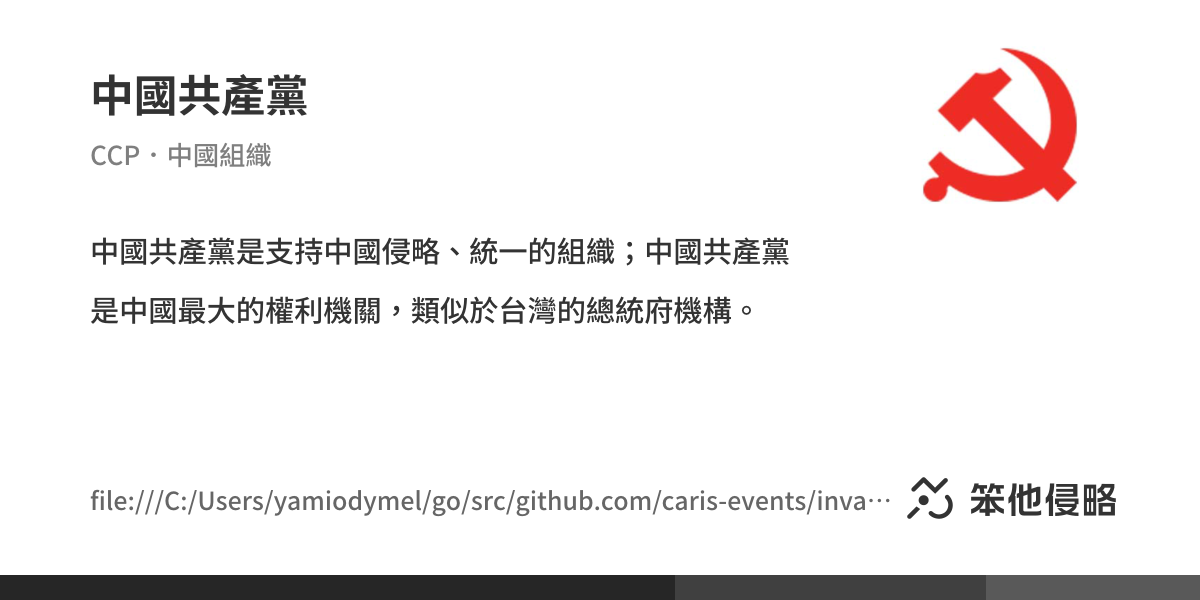 中國共產黨
CCP・中國組織
中國共產黨是支持中國侵略、統一的組織；中國共產黨
是中國最大的權利機關，類似於台灣的總統府機構。
file:///C:/Users/yamiodymel/go/src/github.com/caris-events/inva⋯
笨他侵略